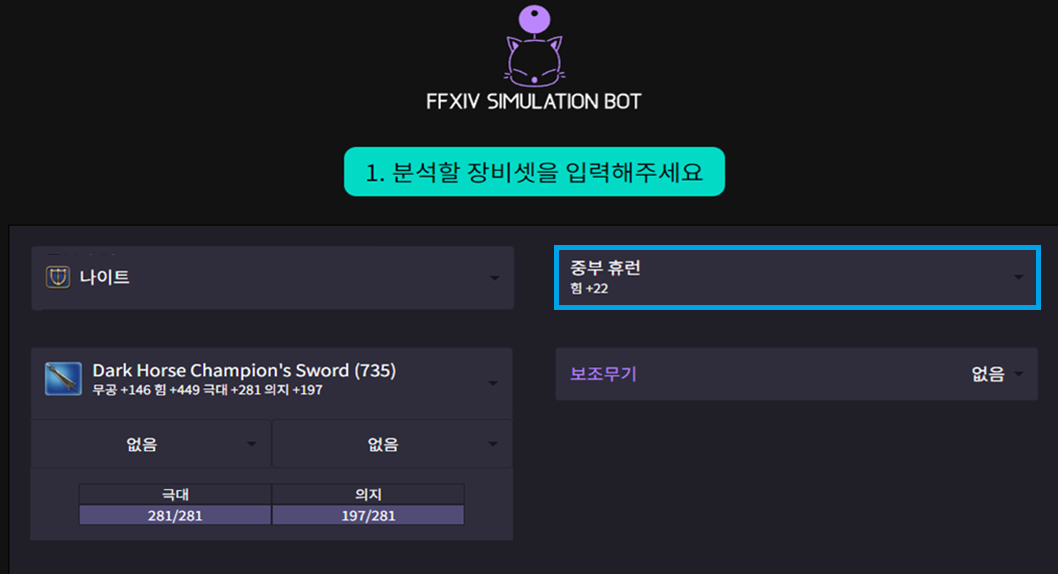 FFXIV SIMULATION BOT
1. 분석할 장비셋을 입력해주세요
나이트
중부 휴런
힘 +22
Dark Horse Champion's Sword (735)
무공 +146 힘 +449 극대 +281 의지 +197
보조무기 없음
없음 없음
극대 의지
281/281 197/281